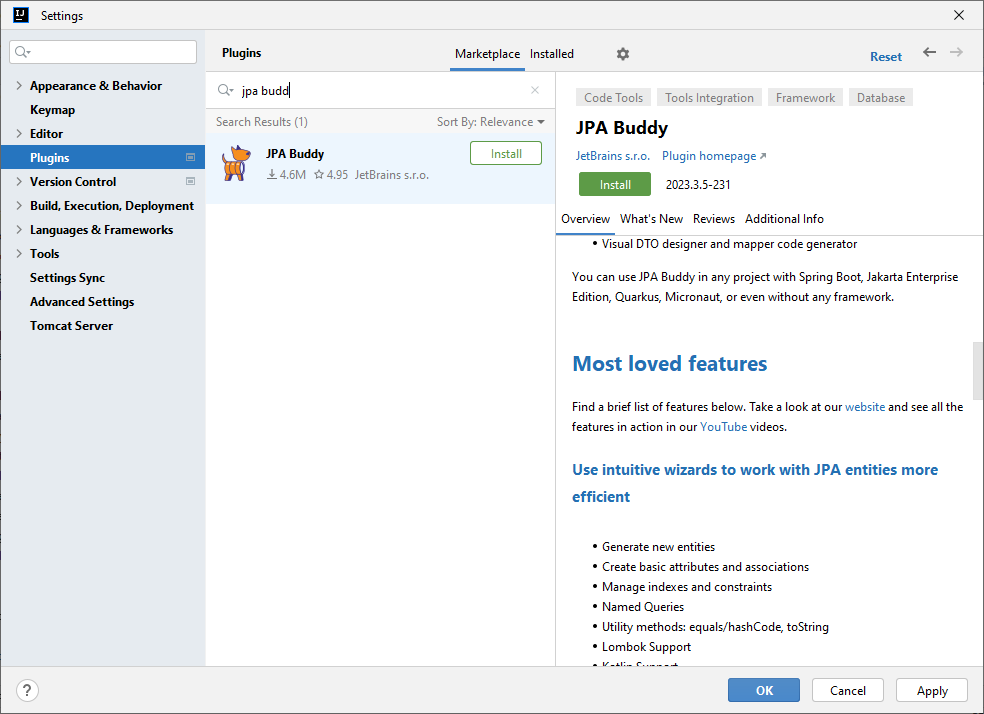 Settings
Plugins
Marketplace
Installed
Reset
Appearance & Behavior
Keymap
Editor
Plugins
Version Control
Build, Execution, Deployment
Languages & Frameworks
Tools
Settings Sync
Advanced Settings
Tomcat Server
jpa budd
Search Results (1)
Sort By: Relevance
JPA Buddy
Install
4.6M
4.95
JetBrains s.r.o.
Code Tools
Tools Integration
Framework
Database
JPA Buddy
JetBrains s.r.o.
Plugin homepage
Install
2023.3.5-231
Overview
What's New
Reviews
Additional Info
• Visual DTO designer and mapper code generator
You can use JPA Buddy in any project with Spring Boot, Jakarta Enterprise
Edition, Quarkus, Micronaut, or even without any framework.
Most loved features
Find a brief list of features below. Take a look at our website and see all the
features in action in our YouTube videos.
Use intuitive wizards to work with JPA entities more
efficient
• Generate new entities
• Create basic attributes and associations
• Manage indexes and constraints
• Named Queries
• Utility methods: equals/hashCode, toString
• Lombok Support
• Kotlin Support
?
OK
Cancel
Apply